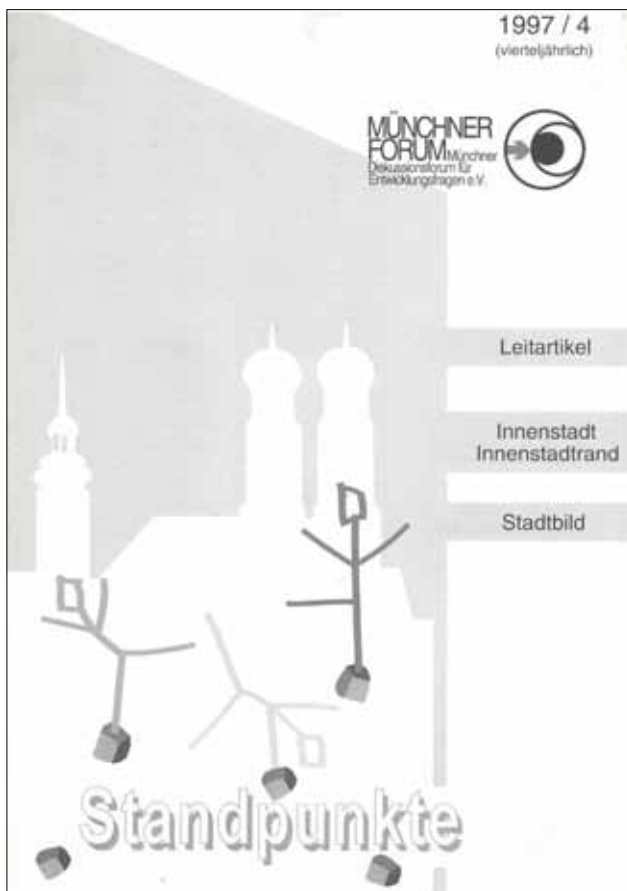 1997 / 4
(vierteljährlich)
MÜNCHNER
FORUM Münchner
Diskussionsforum für
Entwicklungsfragen e.V.
Leitartikel
Innenstadt
Innenstadtrand
Stadtbild
Standpunkte